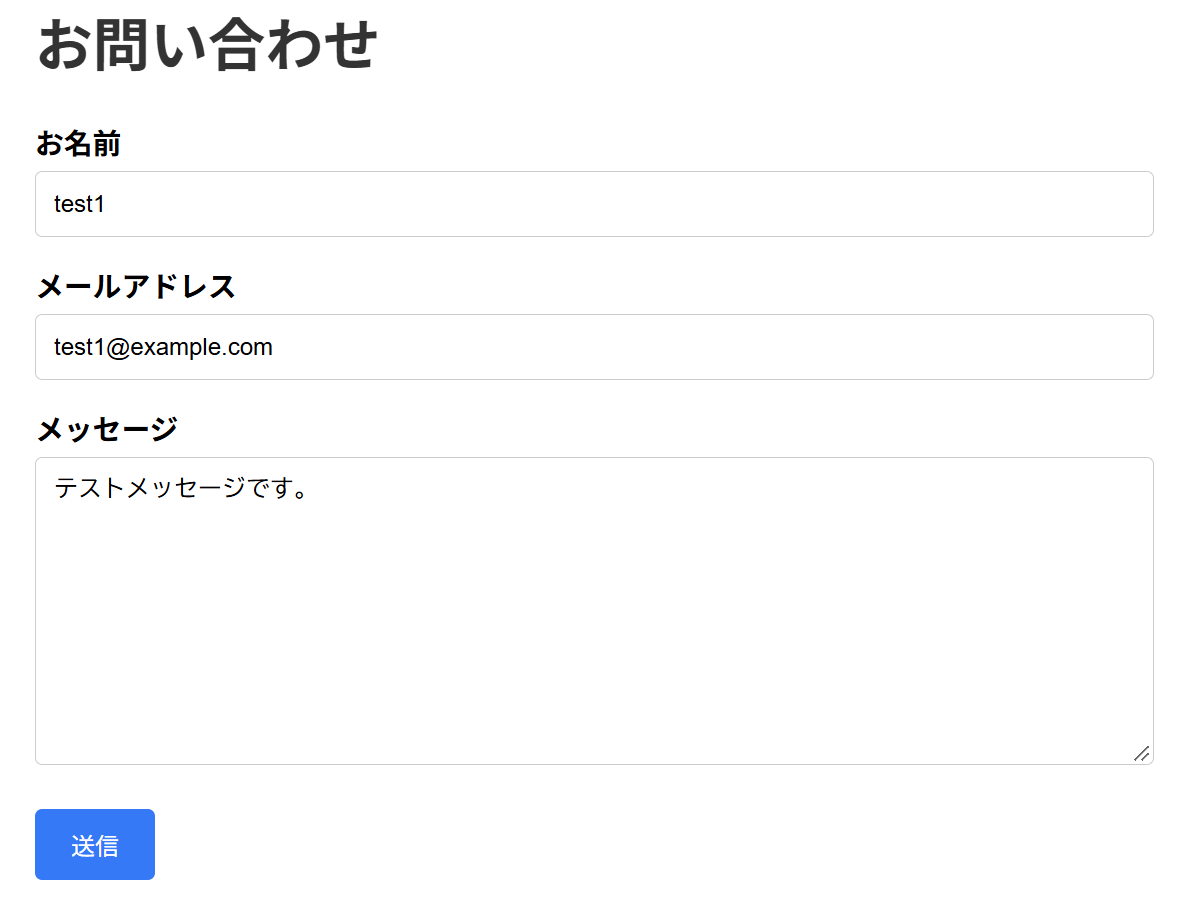 お問い合わせ
お名前
test1
メールアドレス
test1@example.com
メッセージ
テストメッセージです。
送信